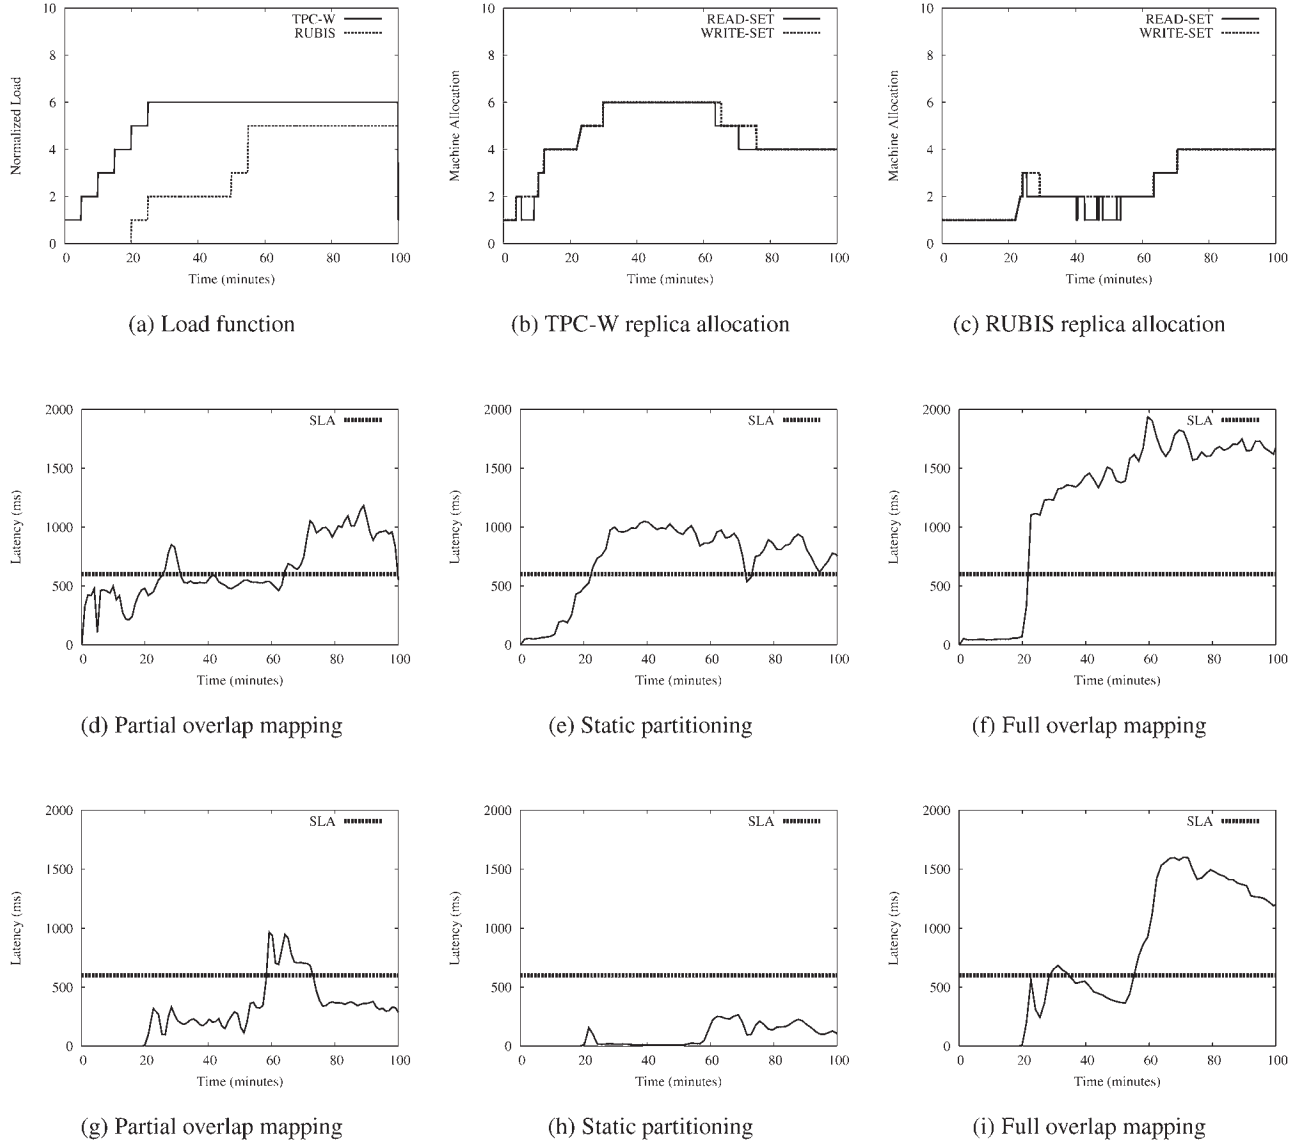 TPC-W
RUBIS
Normalized Load
10
8
6
4
2
0
0 20 40 60 80 100
Time (minutes)
(a) Load function
READ-SET
WRITE-SET
Machine Allocation
10
8
6
4
2
0
0 20 40 60 80 100
Time (minutes)
(b) TPC-W replica allocation
READ-SET
WRITE-SET
Machine Allocation
10
8
6
4
2
0
0 20 40 60 80 100
Time (minutes)
(c) RUBIS replica allocation
SLA
Latency (ms)
2000
1500
1000
500
0
0 20 40 60 80 100
Time (minutes)
(d) Partial overlap mapping
SLA
Latency (ms)
2000
1500
1000
500
0
0 20 40 60 80 100
Time (minutes)
(e) Static partitioning
SLA
Latency (ms)
2000
1500
1000
500
0
0 20 40 60 80 100
Time (minutes)
(f) Full overlap mapping
SLA
Latency (ms)
2000
1500
1000
500
0
0 20 40 60 80 100
Time (minutes)
(g) Partial overlap mapping
SLA
Latency (ms)
2000
1500
1000
500
0
0 20 40 60 80 100
Time (minutes)
(h) Static partitioning
SLA
Latency (ms)
2000
1500
1000
500
0
0 20 40 60 80 100
Time (minutes)
(i) Full overlap mapping